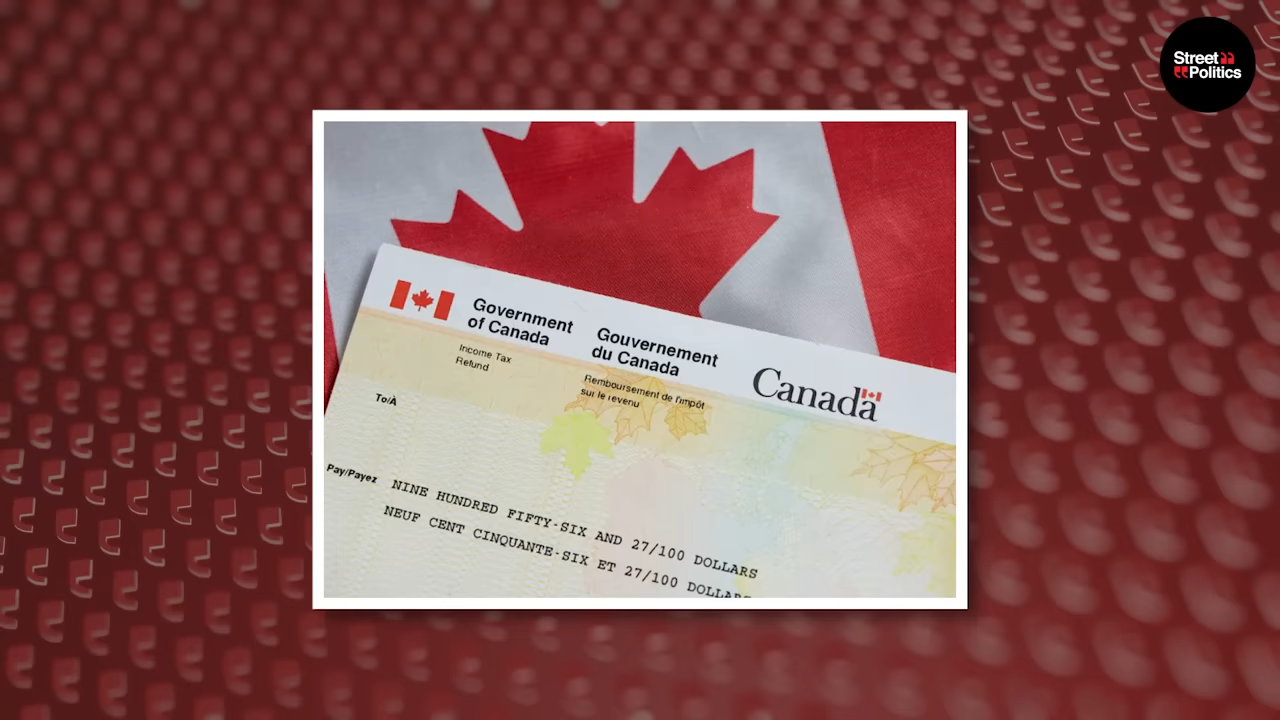 Street
Politics
Government
of Canada
Gouvernement
du Canada
Income Tax
Refund
Remboursement de l'impôt
sur le revenu
Canada
To/À
Pay/Payez
NINE HUNDRED FIFTY-SIX AND 27/100 DOLLARS
NEUF CENT CINQUANTE-SIX ET 27/100 DOLLARS